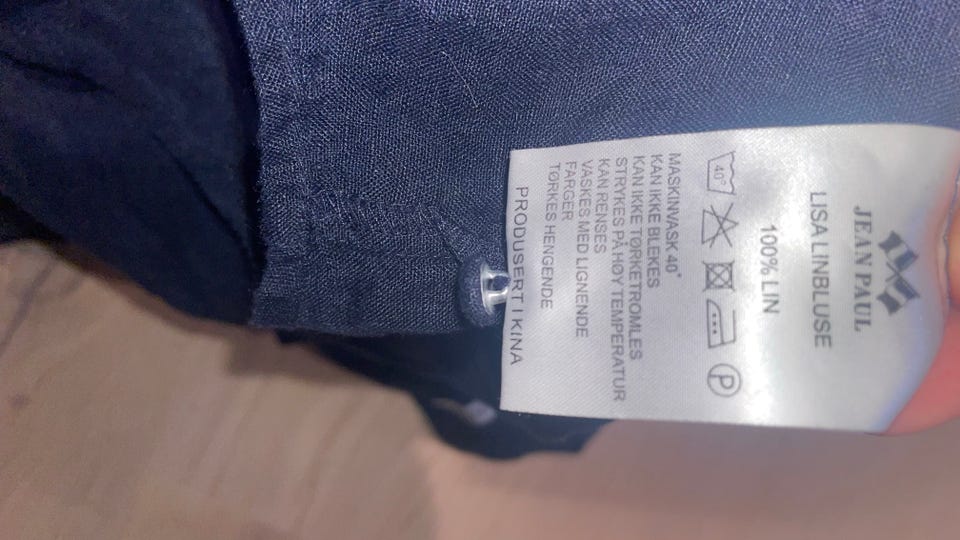 JEAN PAUL
LISA LINBLUSE
100% LIN
40°
P
MASKINVASK 40°
KAN IKKE BLEKES
KAN IKKE TØRKETROMLES
STRYKES PÅ HØY TEMPERATUR
KAN RENSES
VASKES MED LIGNENDE
FARGER
TØRKES HENGENDE
PRODUSERT I KINA